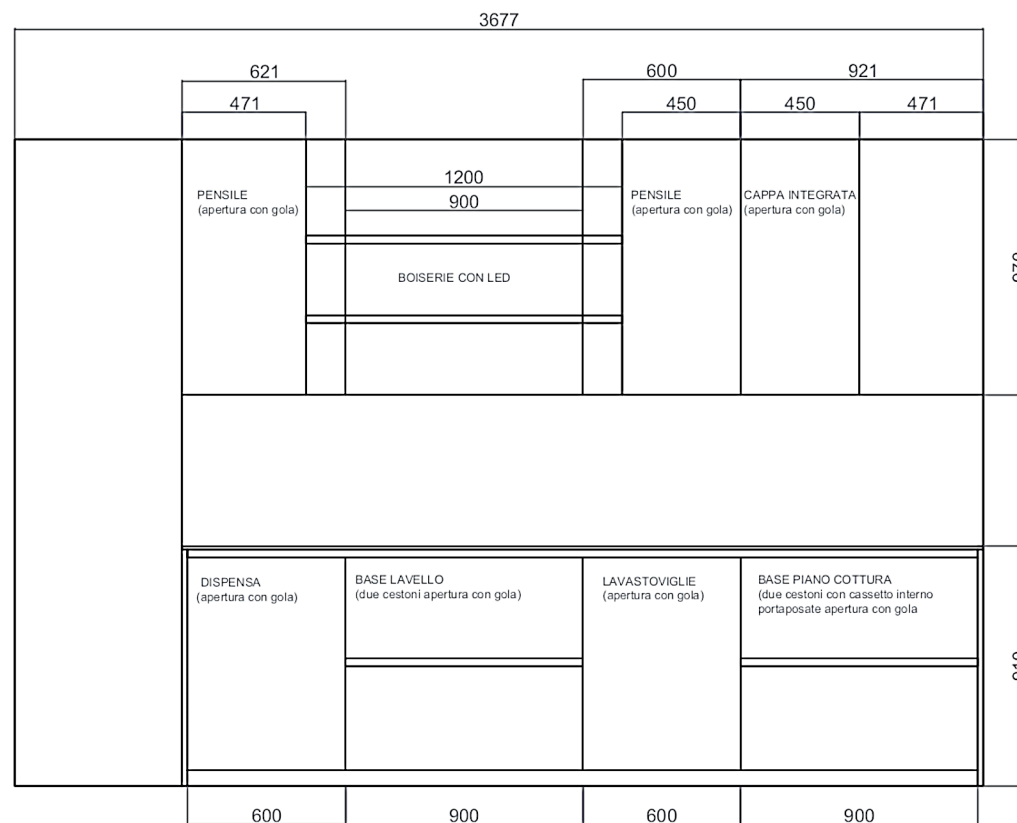 3677
621
600
921
471
450
450
471
PENSILE
(apertura con gola)
1200
900
PENSILE
(apertura con gola)
CAPPA INTEGRATA
(apertura con gola)
BOISERIE CON LED
DISPENSA
(apertura con gola)
BASE LAVELLO
(due cestoni apertura con gola)
LAVASTOVIGLIE
(apertura con gola)
BASE PIANO COTTURA
(due cestoni con cassetto interno
portaposate apertura con gola
600
900
600
900